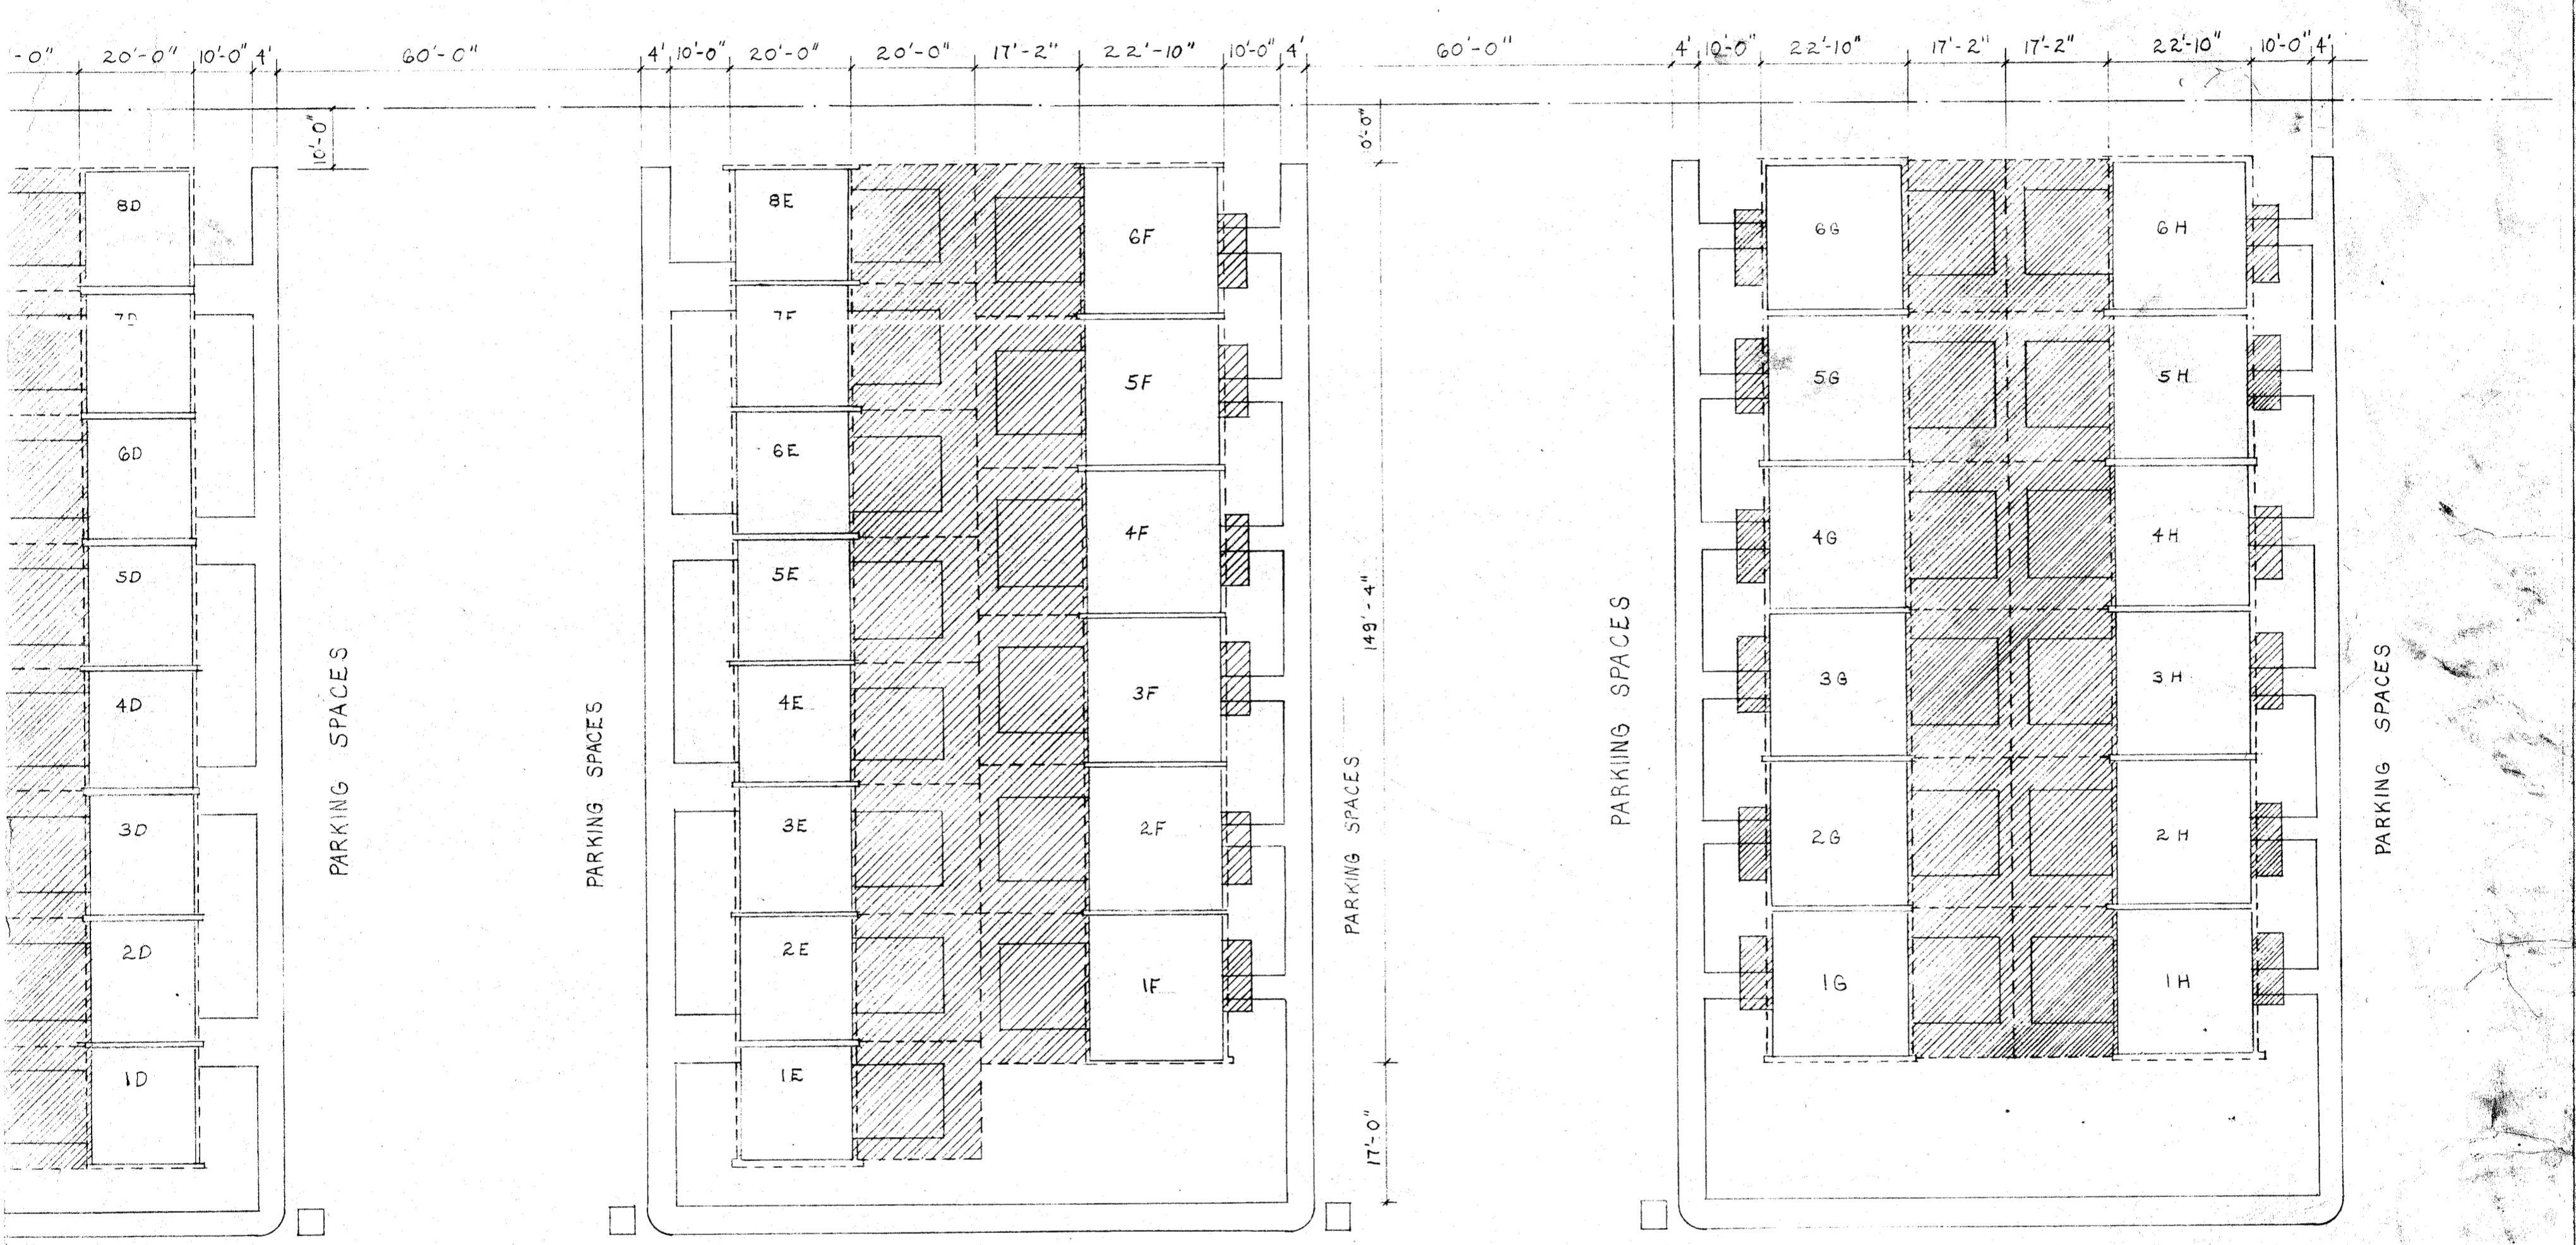 -0" 20'-0" 10'-0" 4' 60'-0" 4' 10'-0" 20'-0" 20'-0" 17'-2" 22'-10" 10'-0" 4' 60'-0" 4' 10'-0" 22'-10" 17'-2" 17'-2" 22'-10" 10'-0" 4'
10'-0"
0'-0"
8D
7D
6D
5D
4D
3D
2D
1D
PARKING SPACES
PARKING SPACES
8E
7E
6E
5E
4E
3E
2E
1E
6F
5F
4F
3F
2F
1F
PARKING SPACES
149'-4"
17'-0"
PARKING SPACES
6G
5G
4G
3G
2G
1G
6H
5H
4H
3H
2H
1H
PARKING SPACES